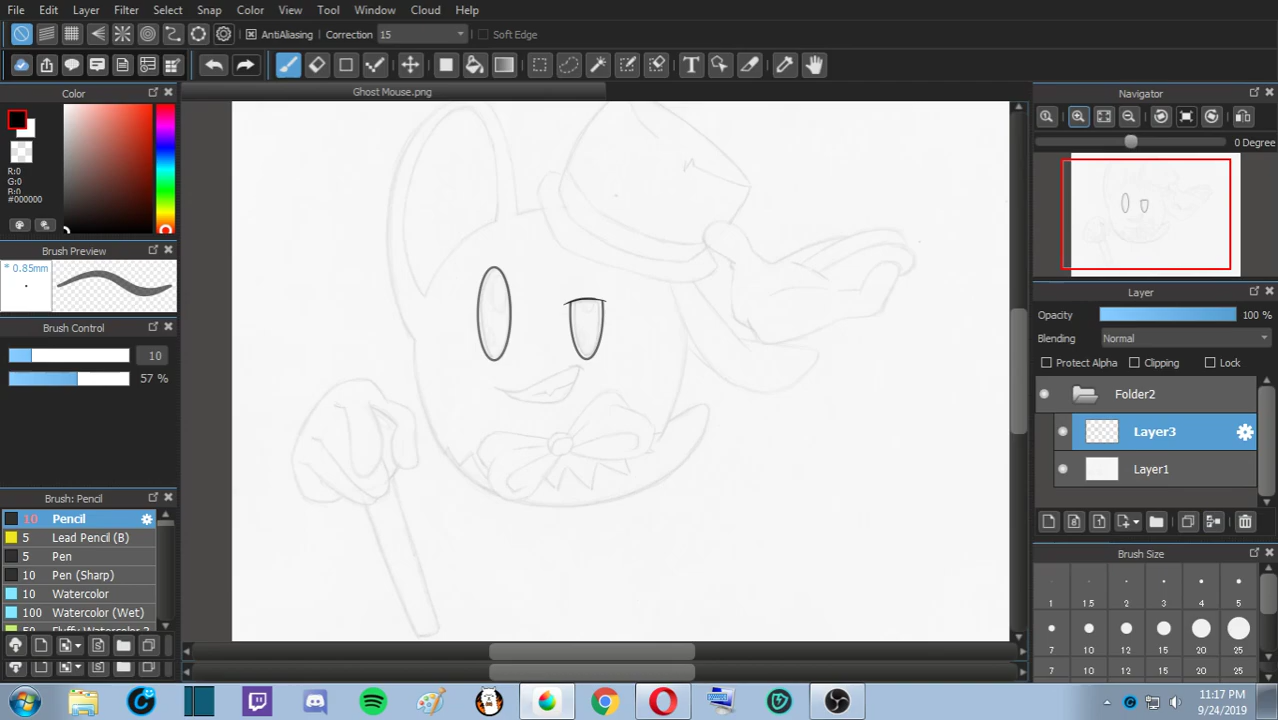 File Edit Layer Filter Select Snap Color View Tool Window Cloud Help
AntiAliasing Correction 15 Soft Edge
Color
Ghost Mouse.png
Navigator
0 Degree
R:0
G:0
B:0
#000000
Brush Preview
* 0.85mm
Brush Control
10
57 %
Layer
Opacity 100 %
Blending Normal
Protect Alpha Clipping Lock
Folder2
Layer3
Layer1
Brush: Pencil
10 Pencil
5 Lead Pencil (B)
5 Pen
10 Pen (Sharp)
10 Watercolor
100 Watercolor (Wet)
Brush Size
1 1.5 2 3 4 5
7 10 12 15 20 25
7 10 12 15 20 25
11:17 PM
9/24/2019